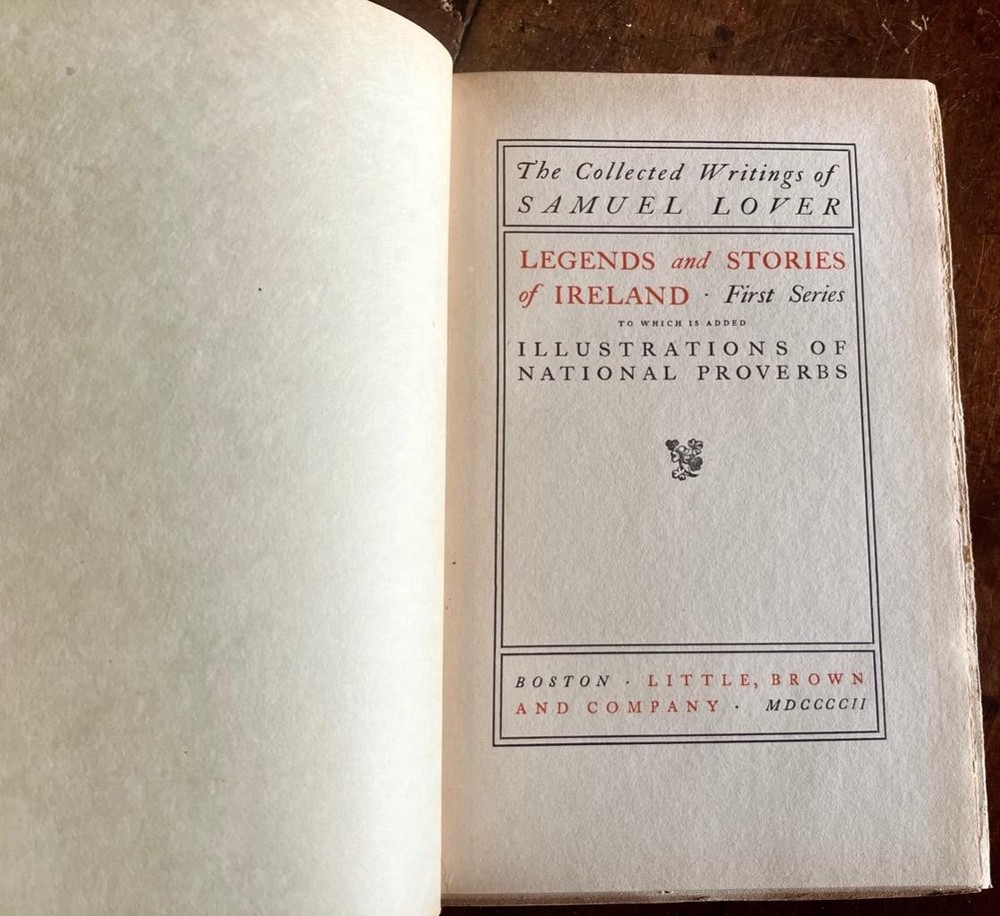 The Collected Writings of
SAMUEL LOVER
LEGENDS and STORIES
of IRELAND · First Series
TO WHICH IS ADDED
ILLUSTRATIONS OF
NATIONAL PROVERBS
BOSTON · LITTLE, BROWN
AND COMPANY · MDCCCCII